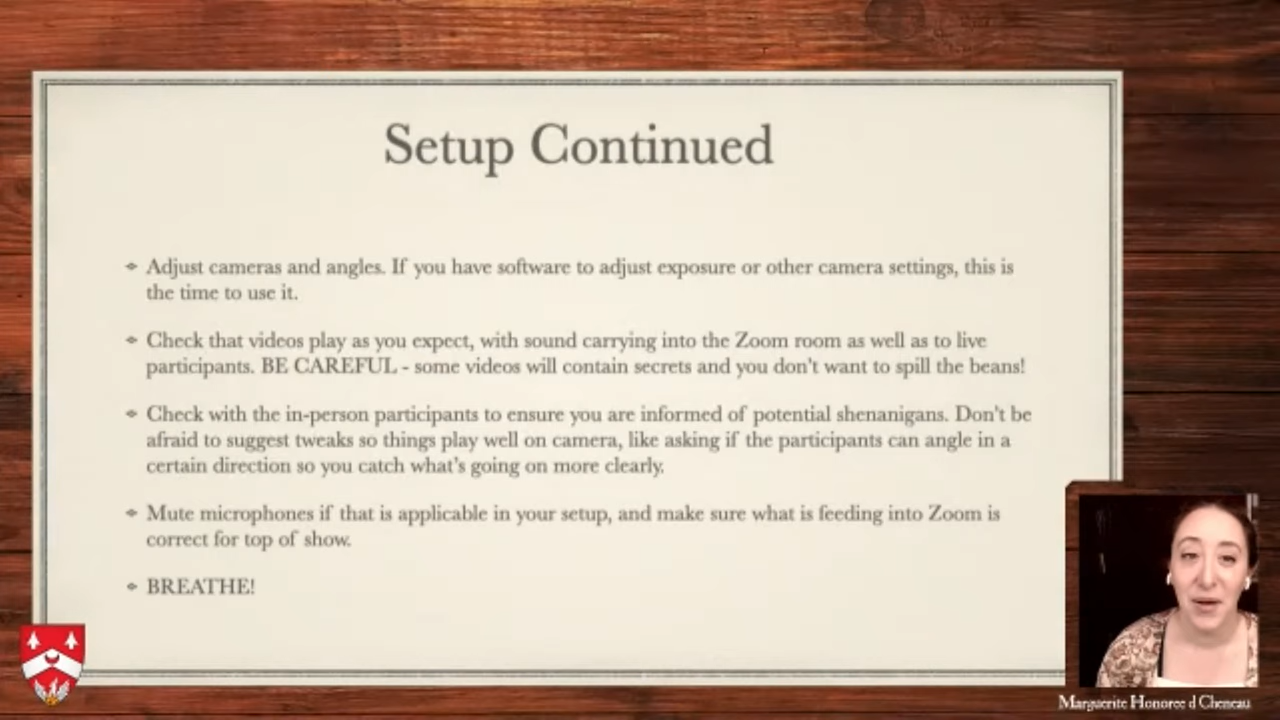 Setup Continued
Adjust cameras and angles. If you have software to adjust exposure or other camera settings, this is
the time to use it.
Check that videos play as you expect, with sound carrying into the Zoom room as well as to live
participants. BE CAREFUL - some videos will contain secrets and you don't want to spill the beans!
Check with the in-person participants to ensure you are informed of potential shenanigans. Don't be
afraid to suggest tweaks so things play well on camera, like asking if the participants can angle in a
certain direction so you catch what's going on more clearly.
Mute microphones if that is applicable in your setup, and make sure what is feeding into Zoom is
correct for top of show.
BREATHE!
Marguerite Honoree d Cheneau